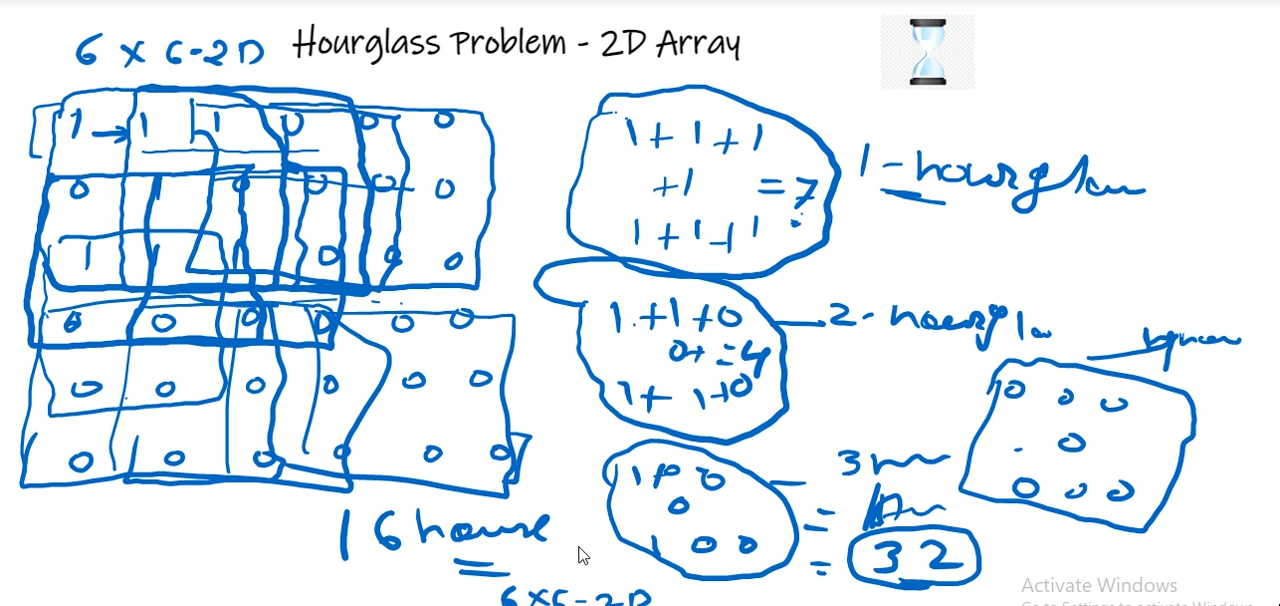 6 X 6-2D Hourglass Problem - 2D Array
1 → 1 1 0 0 0
0 1 0 0 0 0
1 1 1 0 0 0
0 0 0 0 0 0
0 0 0 0 0 0
0 0 0 0 0 0
16 house
6X6-2D
1+1+1
+1 = 7
1+1+1
1-hourglass
1+1+0
0+ =4
1+ 1+0
2-hourgla
1 0 0
0
1 0 0
3
= 32
0 0 0
0
0 0 0
Activate Windows